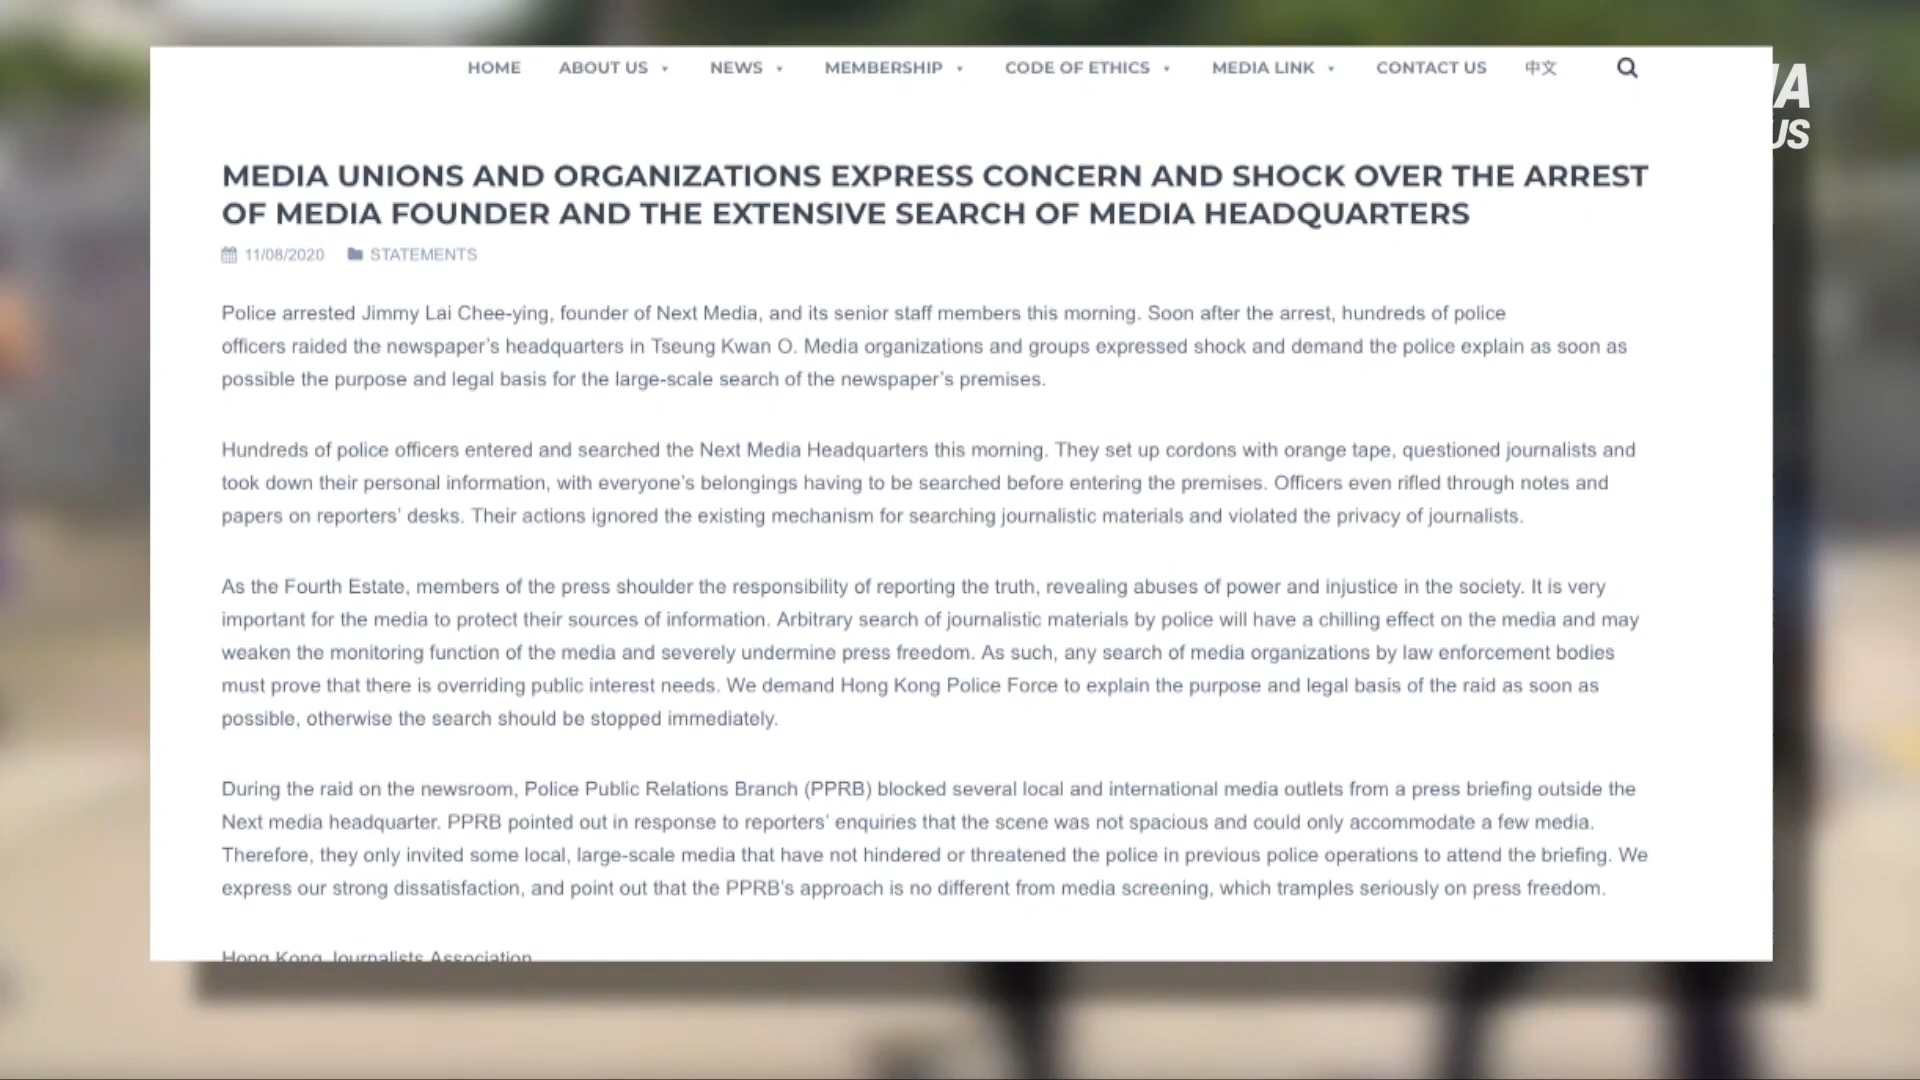 HOME ABOUT US NEWS MEMBERSHIP CODE OF ETHICS MEDIA LINK CONTACT US 中文
MEDIA UNIONS AND ORGANIZATIONS EXPRESS CONCERN AND SHOCK OVER THE ARREST
OF MEDIA FOUNDER AND THE EXTENSIVE SEARCH OF MEDIA HEADQUARTERS
11/08/2020 STATEMENTS
Police arrested Jimmy Lai Chee-ying, founder of Next Media, and its senior staff members this morning. Soon after the arrest, hundreds of police
officers raided the newspaper’s headquarters in Tseung Kwan O. Media organizations and groups expressed shock and demand the police explain as soon as
possible the purpose and legal basis for the large-scale search of the newspaper’s premises.
Hundreds of police officers entered and searched the Next Media Headquarters this morning. They set up cordons with orange tape, questioned journalists and
took down their personal information, with everyone’s belongings having to be searched before entering the premises. Officers even rifled through notes and
papers on reporters’ desks. Their actions ignored the existing mechanism for searching journalistic materials and violated the privacy of journalists.
As the Fourth Estate, members of the press shoulder the responsibility of reporting the truth, revealing abuses of power and injustice in the society. It is very
important for the media to protect their sources of information. Arbitrary search of journalistic materials by police will have a chilling effect on the media and may
weaken the monitoring function of the media and severely undermine press freedom. As such, any search of media organizations by law enforcement bodies
must prove that there is overriding public interest needs. We demand Hong Kong Police Force to explain the purpose and legal basis of the raid as soon as
possible, otherwise the search should be stopped immediately.
During the raid on the newsroom, Police Public Relations Branch (PPRB) blocked several local and international media outlets from a press briefing outside the
Next media headquarter. PPRB pointed out in response to reporters’ enquiries that the scene was not spacious and could only accommodate a few media.
Therefore, they only invited some local, large-scale media that have not hindered or threatened the police in previous police operations to attend the briefing. We
express our strong dissatisfaction, and point out that the PPRB’s approach is no different from media screening, which tramples seriously on press freedom.
Hong Kong Journalists Association